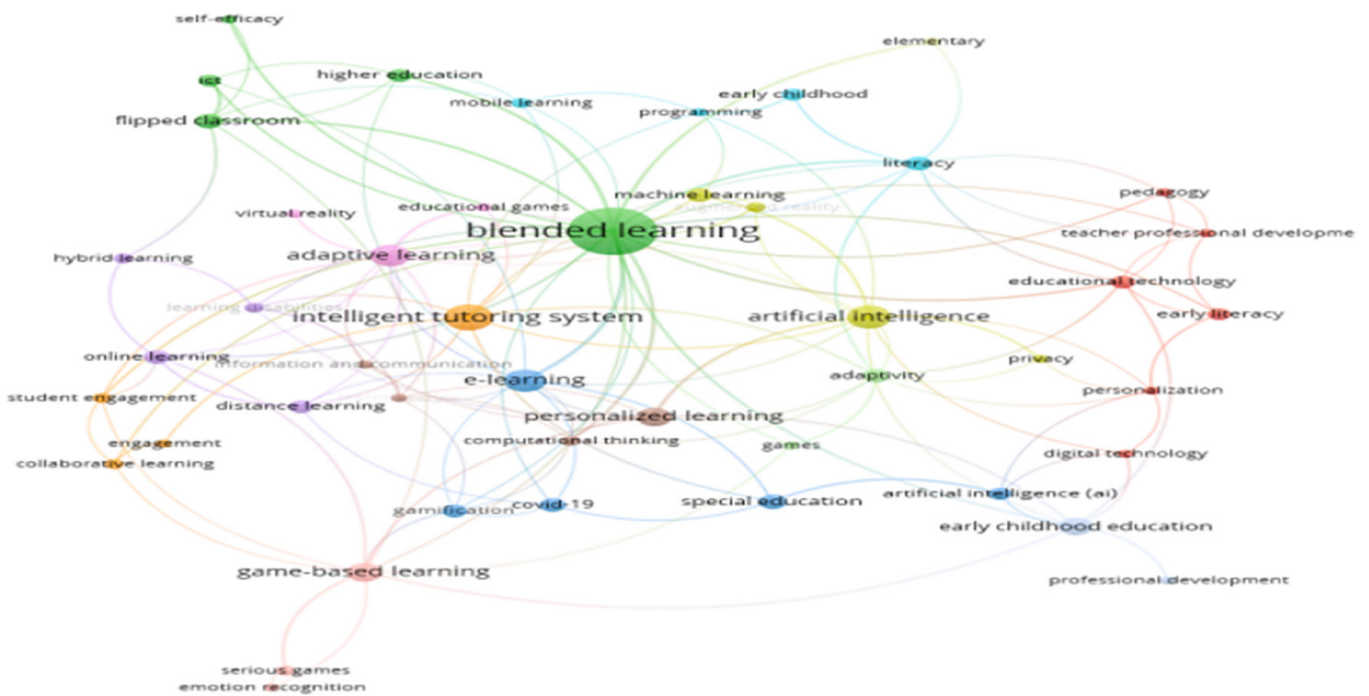 self-efficacy
elementary
higher education
ict
early childhood
mobile learning
programming
flipped classroom
literacy
pedagogy
machine learning
educational games
augmented reality
virtual reality
blended learning
teacher professional developme
adaptive learning
hybrid learning
educational technology
learning disabilities
early literacy
intelligent tutoring system
artificial intelligence
online learning
privacy
information and communication
adaptivity
e-learning
personalization
student engagement
distance learning
personalized learning
computational thinking
engagement
games
digital technology
collaborative learning
artificial intelligence (ai)
special education
covid-19
gamification
early childhood education
game-based learning
professional development
serious games
emotion recognition